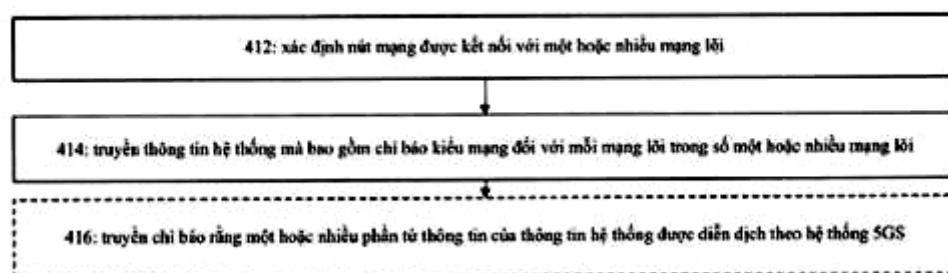 412: xác định nút mạng được kết nối với một hoặc nhiều mạng lõi
414: truyền thông tin hệ thống mà bao gồm chỉ báo kiểu mạng đối với mỗi mạng lõi trong số một hoặc nhiều mạng lõi
416: truyền chỉ báo rằng một hoặc nhiều phần tử thông tin của thông tin hệ thống được diễn dịch theo hệ thống 5GS